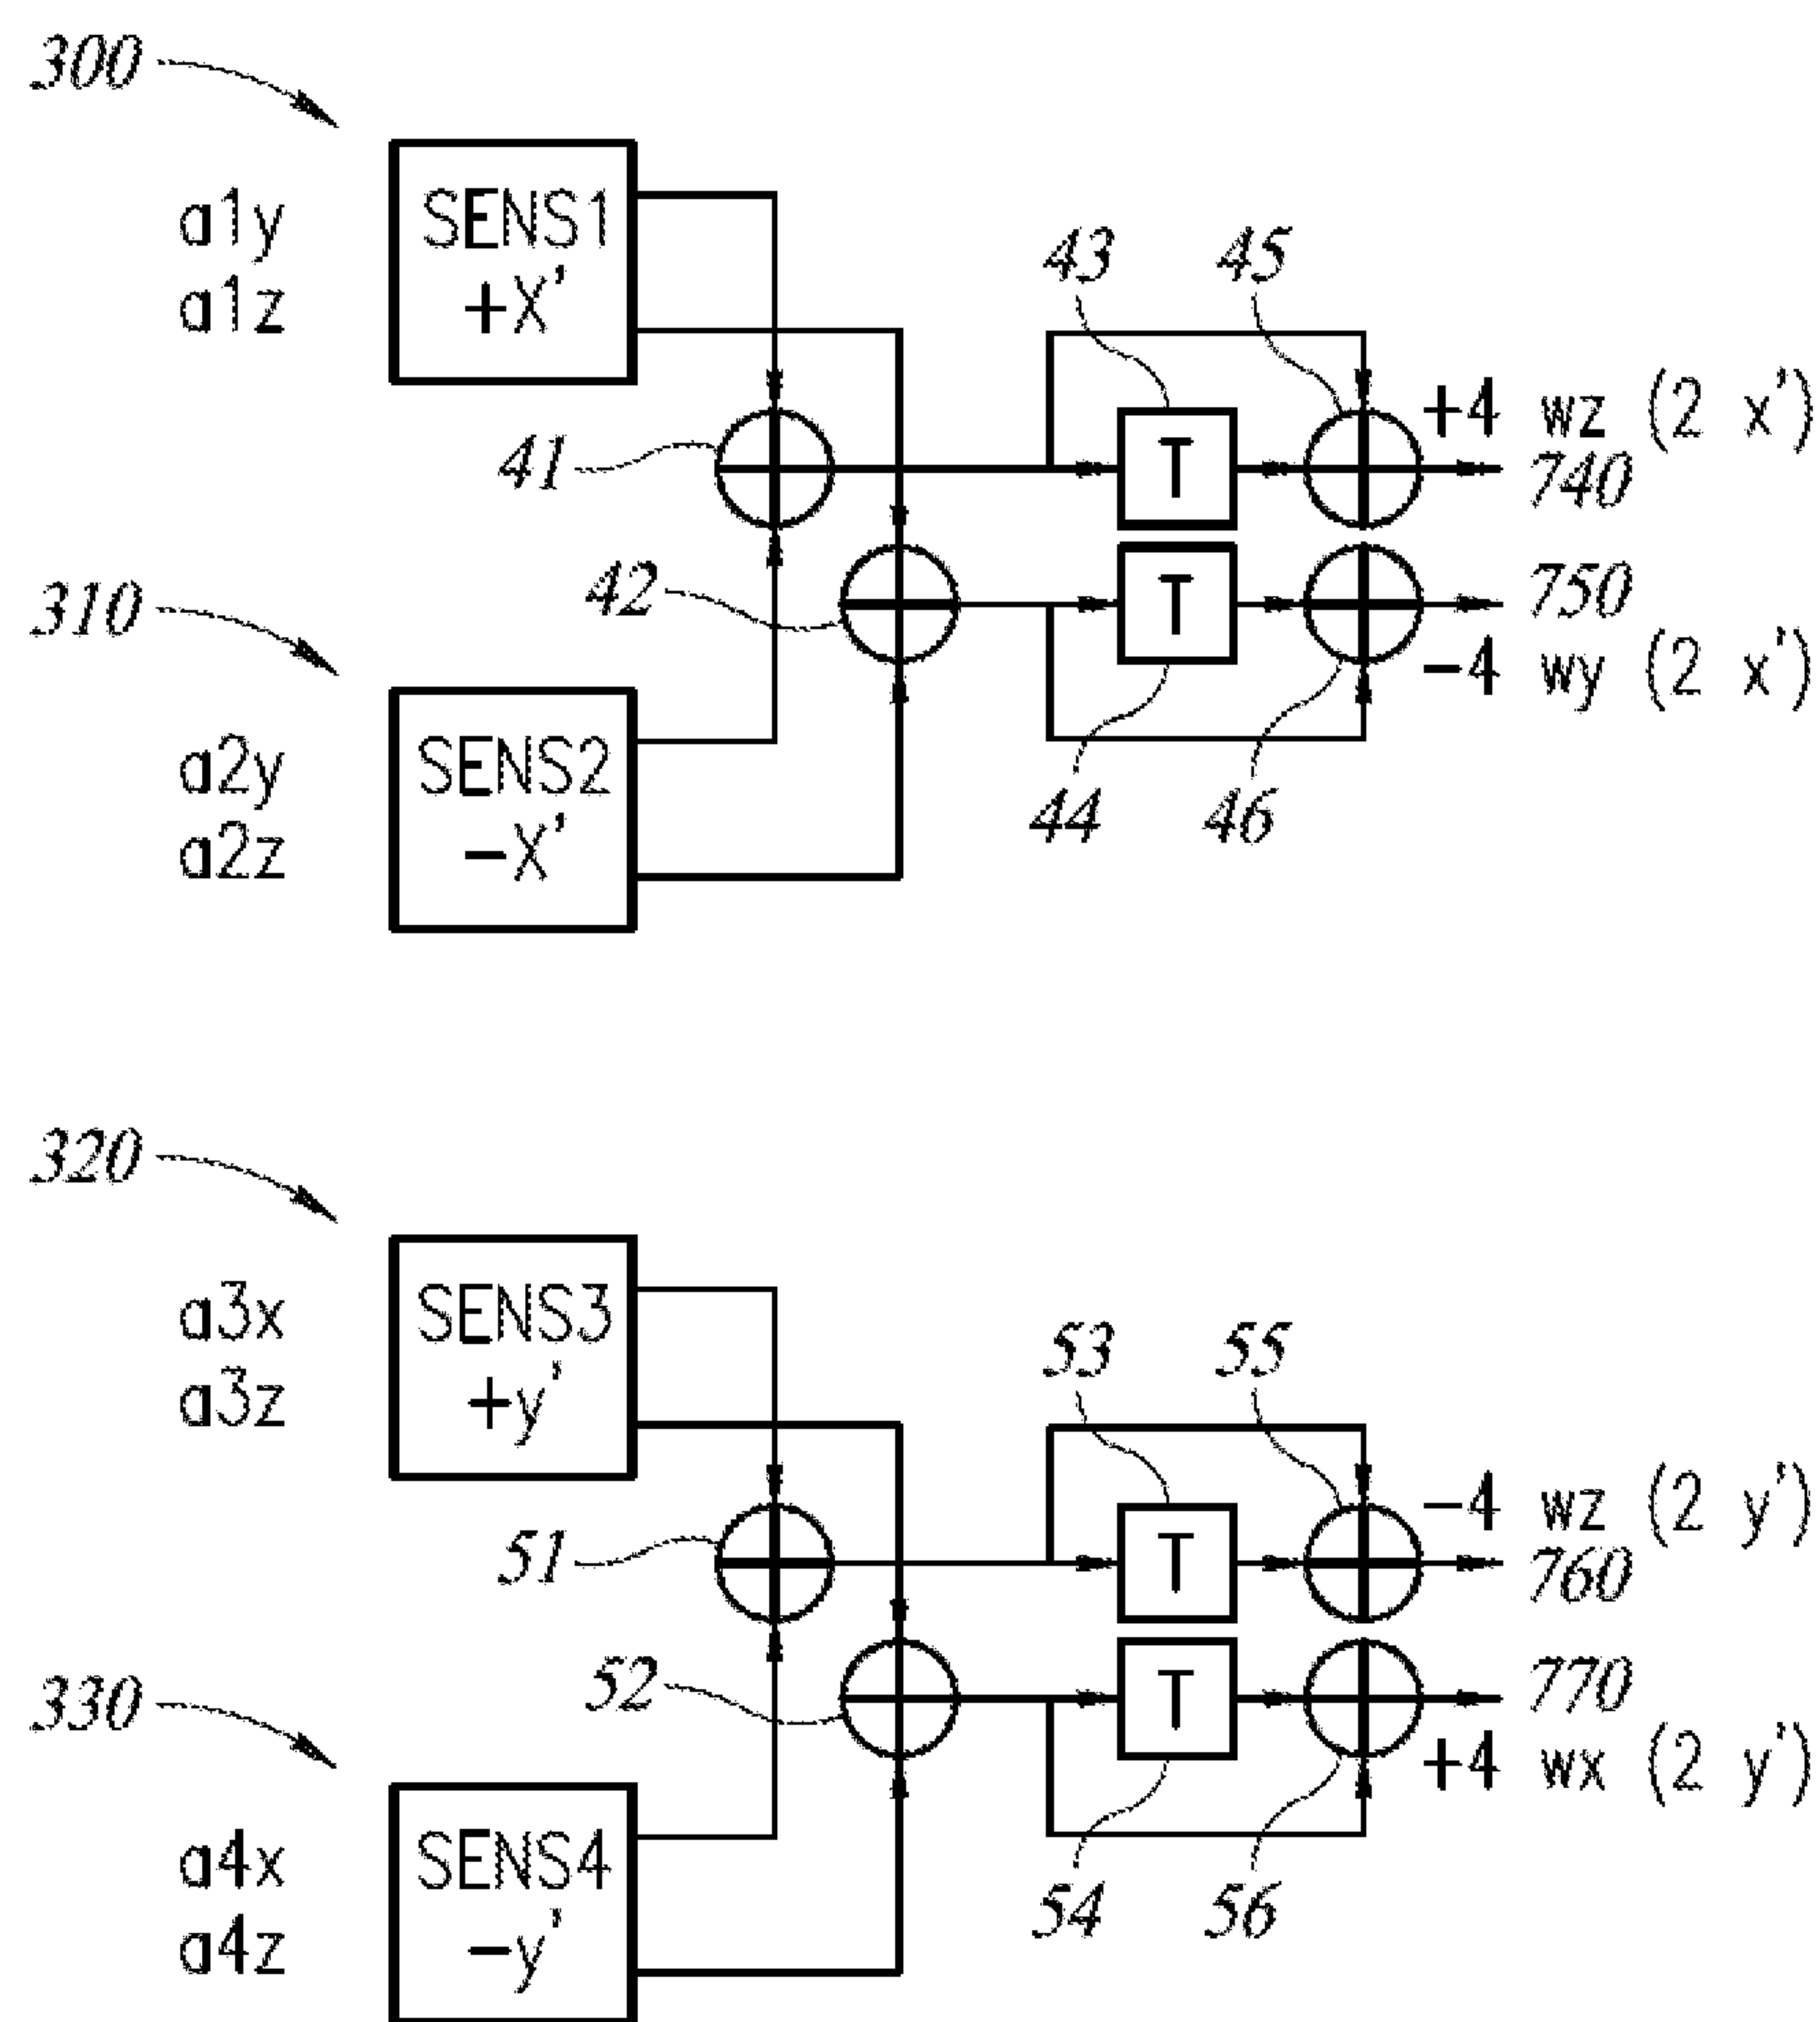 300
a1y
a1z
SENS1
+X'
43
45
41
T
+4 wz (2 x')
740
310
42
T
750
-4 wy (2 x')
a2y
a2z
SENS2
-X'
44
46
320
a3x
a3z
SENS3
+y'
53
55
51
T
-4 wz (2 y')
760
330
52
T
770
+4 wx (2 y')
a4x
a4z
SENS4
-y'
54
56